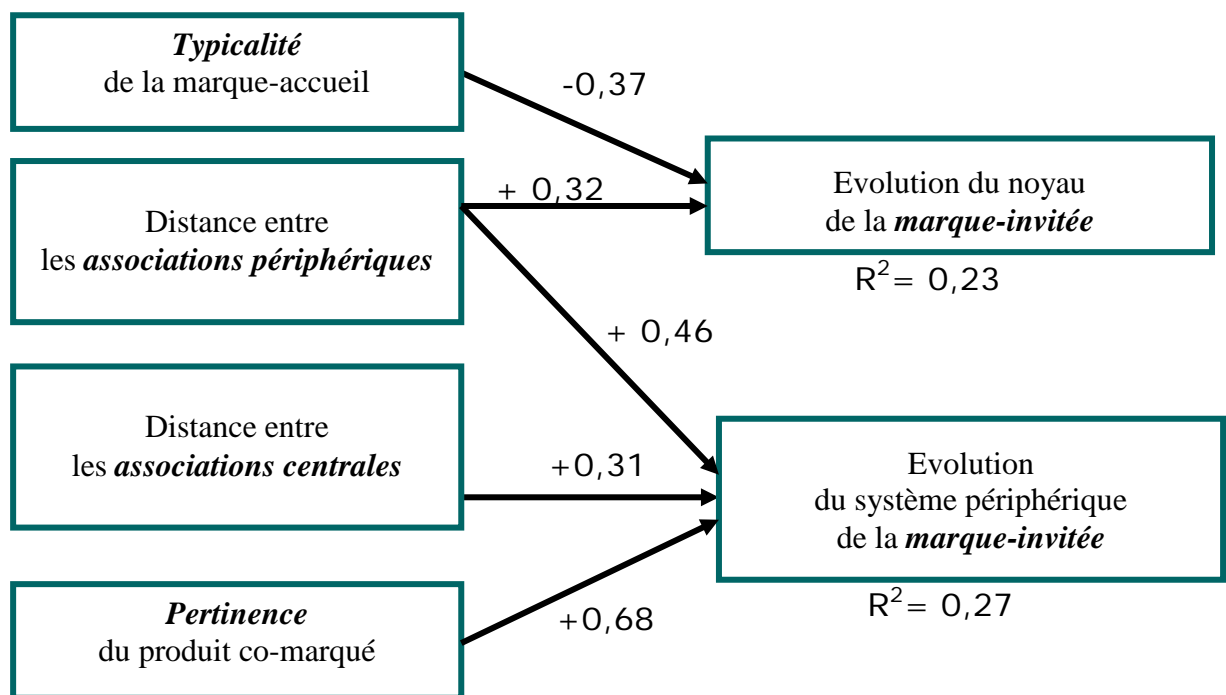 Typicalité
de la marque-accueil
-0,37
Distance entre
les associations périphériques
+ 0,32
Evolution du noyau
de la marque-invitée
R²= 0,23
+ 0,46
Distance entre
les associations centrales
+0,31
Evolution
du système périphérique
de la marque-invitée
R²= 0,27
Pertinence
du produit co-marqué
+0,68